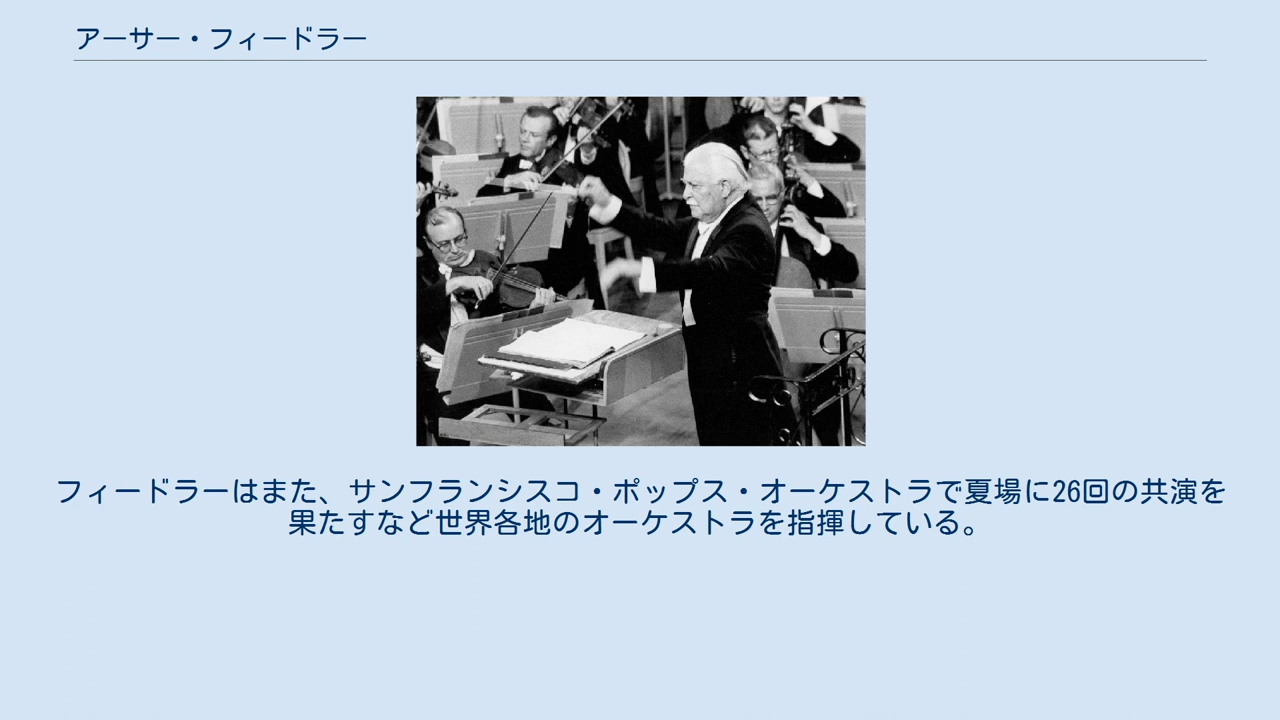 アーサー・フィードラー
フィードラーはまた、サンフランシスコ・ポップス・オーケストラで夏場に26回の共演を
果たすなど世界各地のオーケストラを指揮している。